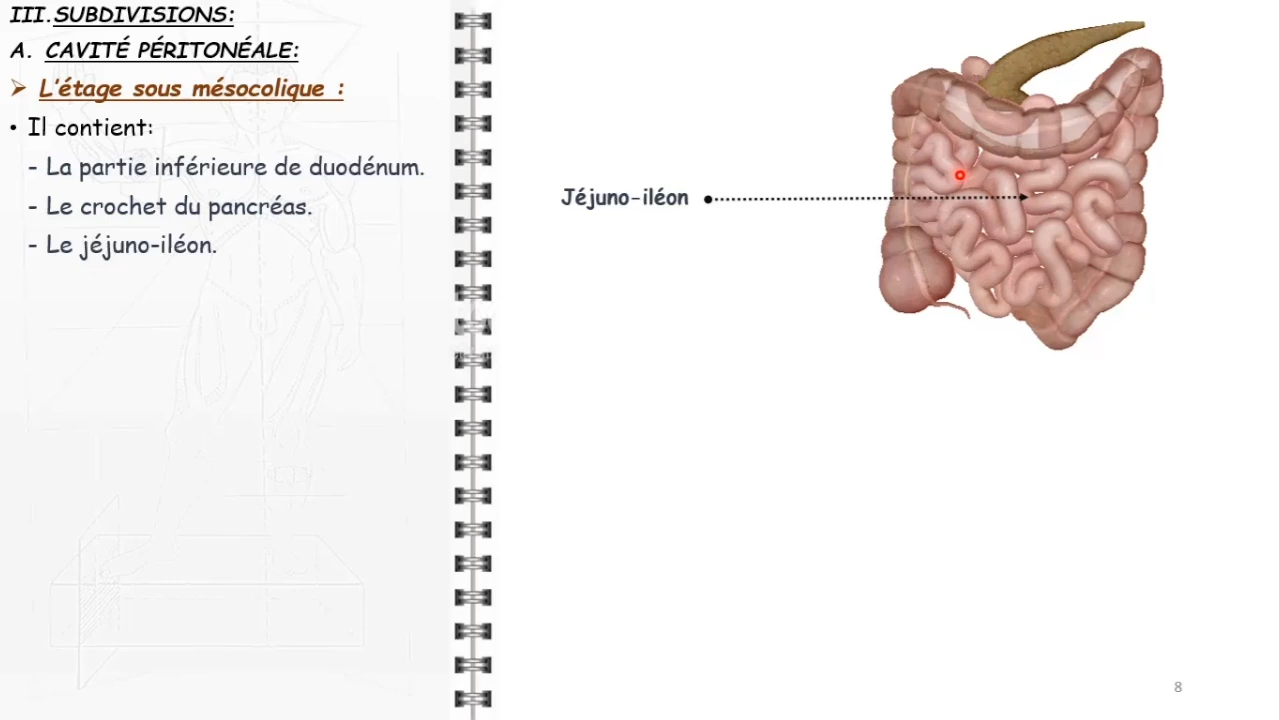 III. SUBDIVISIONS:
A. CAVITÉ PÉRITONÉALE:
➢ L'étage sous mésocolique :
• Il contient:
- La partie inférieure de duodénum.
- Le crochet du pancréas.
- Le jéjuno-iléon.
Jéjuno-iléón
8